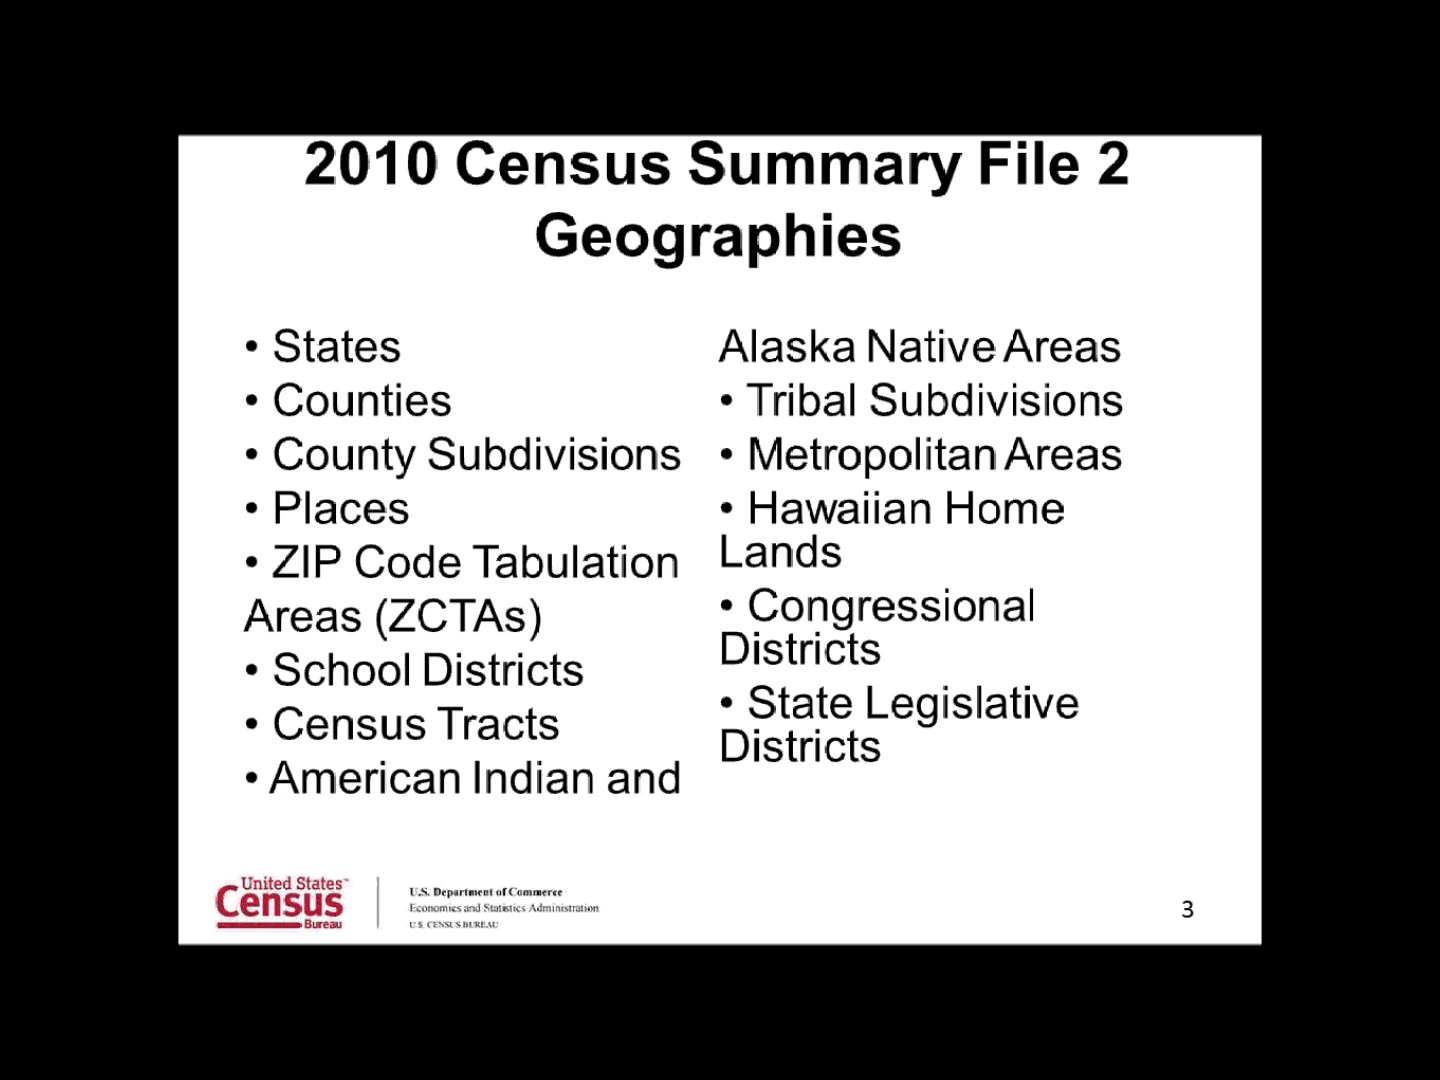 2010 Census Summary File 2
Geographies
• States
• Counties
• County Subdivisions
• Places
• ZIP Code Tabulation
Areas (ZCTAs)
• School Districts
• Census Tracts
• American Indian and
Alaska Native Areas
• Tribal Subdivisions
• Metropolitan Areas
• Hawaiian Home
Lands
• Congressional
Districts
• State Legislative
Districts
United States™
Census
Bureau
U.S. Department of Commerce
Economics and Statistics Administration
U.S. CENSUS BUREAU
3